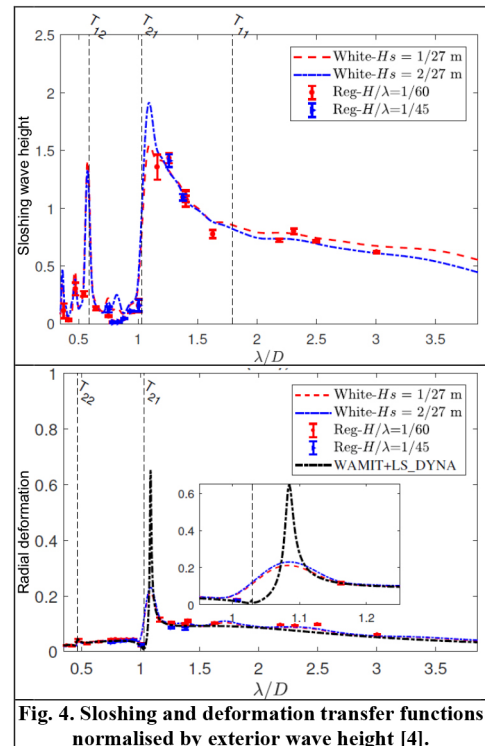 T12
T21
T11
2.5
2
1.5
1
0.5
0
Sloshing wave height
White-Hs = 1/27 m
White-Hs = 2/27 m
Reg-H/λ=1/60
Reg-H/λ=1/45
0.5 1 1.5 2 2.5 3 3.5
λ/D
T22
T21
1
0.8
0.6
0.4
0.2
0
Radial deformation
White-Hs = 1/27 m
White-Hs = 2/27 m
Reg-H/λ=1/60
Reg-H/λ=1/45
WAMIT+LS_DYNA
0.6
0.4
0.2
0
1 1.1 1.2
0.5 1 1.5 2 2.5 3 3.5
λ/D
Fig. 4. Sloshing and deformation transfer functions
normalised by exterior wave height [4].